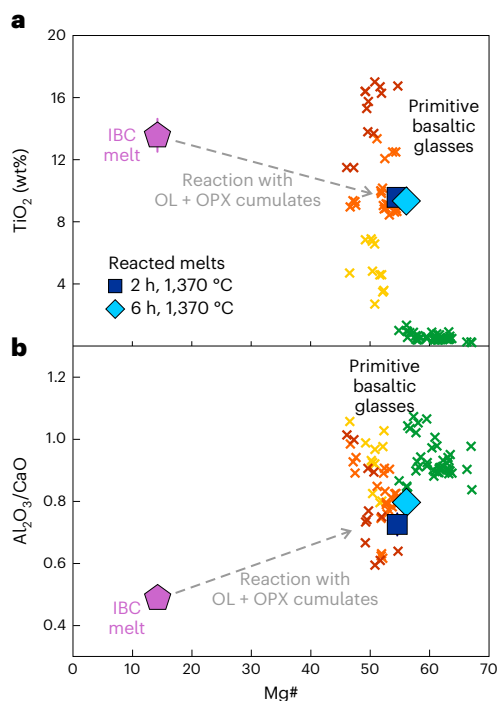 a
20
16
12
8
4
TiO₂ (wt%)
IBC
melt
Primitive
basaltic
glasses
Reaction with
OL + OPX cumulates
Reacted melts
2 h, 1,370 °C
6 h, 1,370 °C
b
1.2
1.0
0.8
0.6
0.4
Al₂O₃/CaO
Primitive
basaltic
glasses
Reaction with
OL + OPX cumulates
IBC
melt
0 10 20 30 40 50 60 70
Mg#